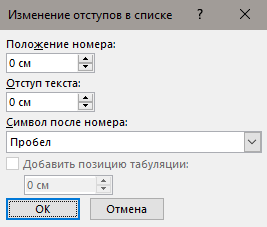 Изменение отступов в списке ? ×
Положение номера:
0 см
Отступ текста:
0 см
Символ после номера:
Пробел
Добавить позицию табуляции:
0 см
ОК Отмена